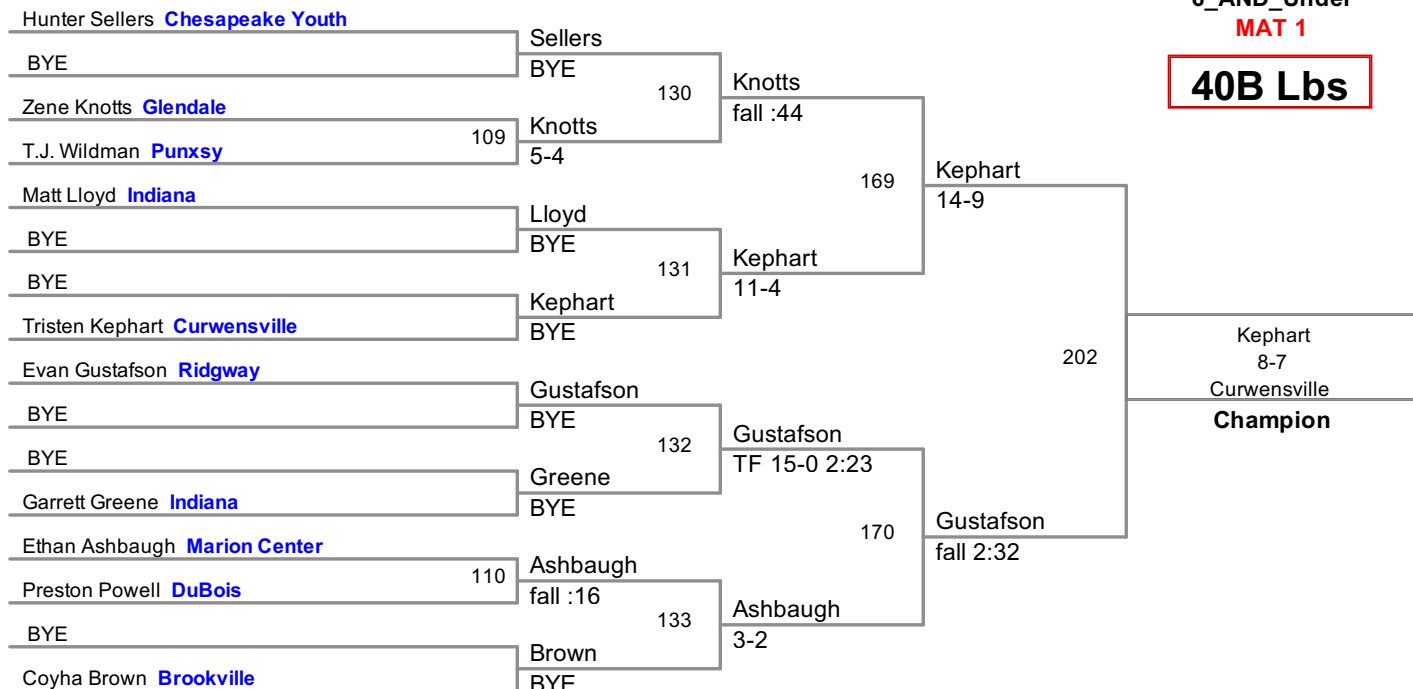 6_AND_Under
MAT 1
40B Lbs
Hunter Sellers Chesapeake Youth
BYE
Zene Knotts Glendale
T.J. Wildman Punxsy
Matt Lloyd Indiana
BYE
BYE
Tristen Kephart Curwensville
Evan Gustafson Ridgway
BYE
BYE
Garrett Greene Indiana
Ethan Ashbaugh Marion Center
Preston Powell DuBois
BYE
Coyha Brown Brookville
109
110
Sellers
BYE
Knotts
5-4
Lloyd
BYE
Kephart
BYE
Gustafson
BYE
Greene
BYE
Ashbaugh
fall :16
Brown
BYE
130
131
132
133
Knotts
fall :44
Kephart
11-4
Gustafson
TF 15-0 2:23
Ashbaugh
3-2
169
170
Kephart
14-9
Gustafson
fall 2:32
202
Kephart
8-7
Curwensville
Champion